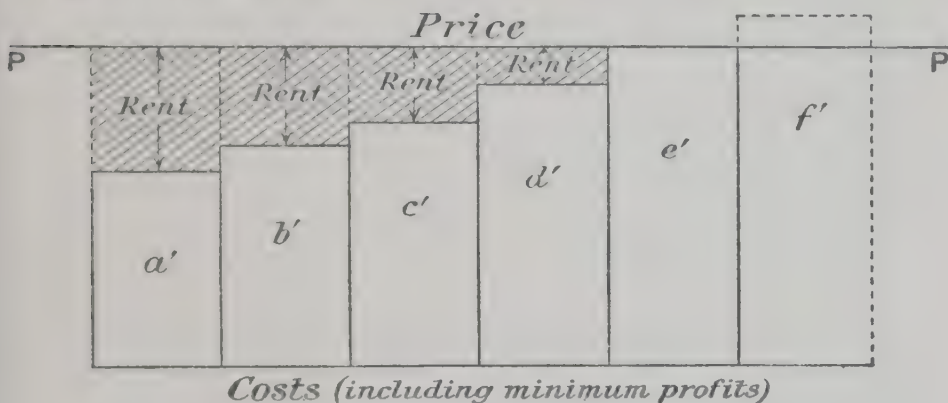 Price
P P
Rent Rent Rent Rent
a' b' c' d' e' f'
Costs (including minimum profits)